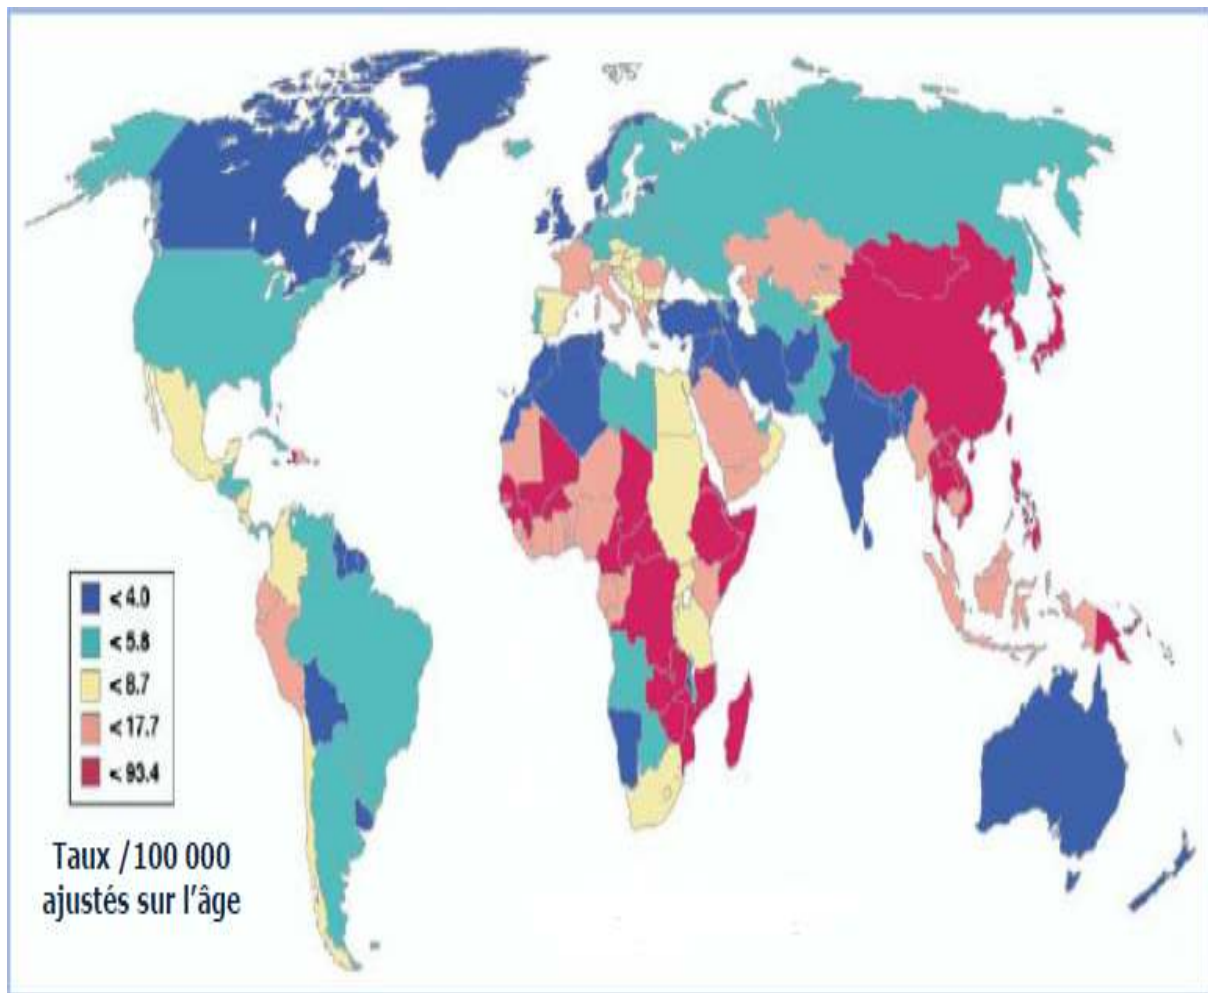 < 4.0
< 5.8
< 8.7
< 17.7
< 93.4
Taux /100 000
ajustés sur l'âge